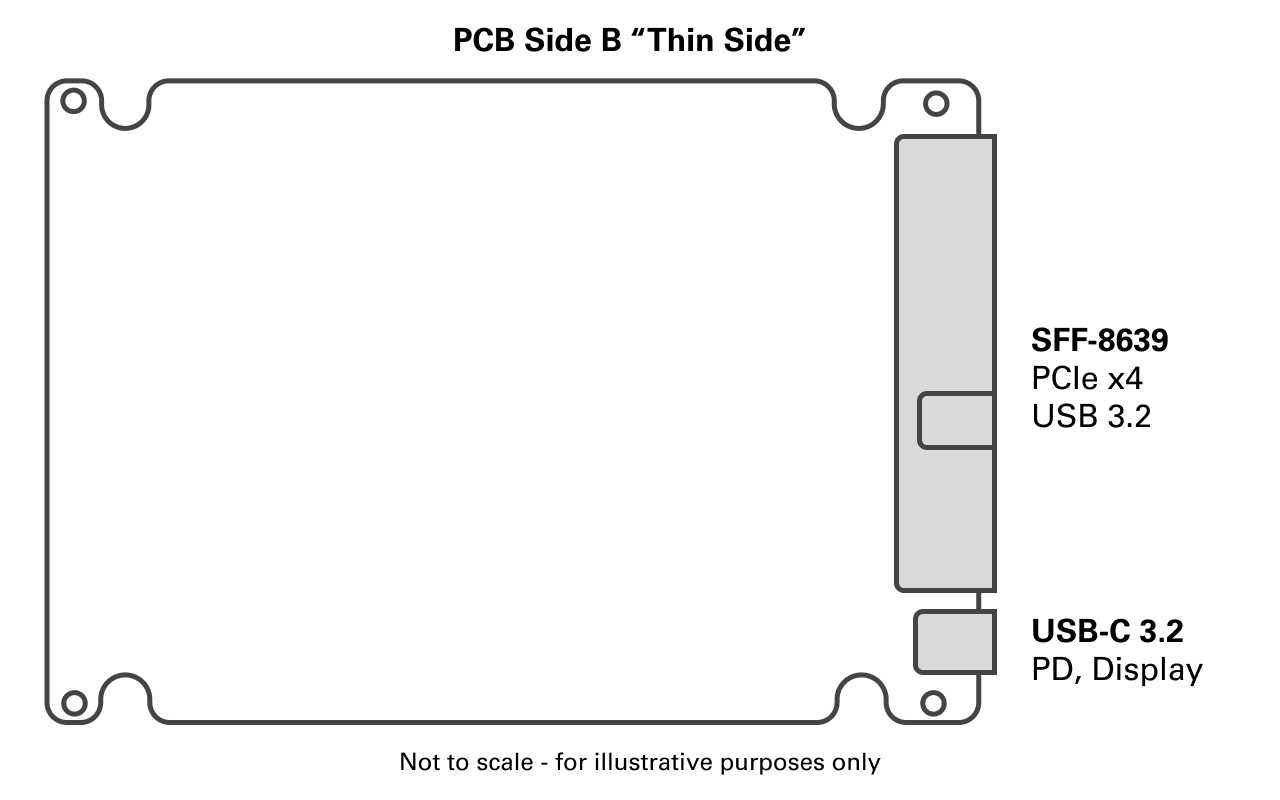 PCB Side B “Thin Side”
SFF-8639
PCIe x4
USB 3.2
USB-C 3.2
PD, Display
Not to scale - for illustrative purposes only